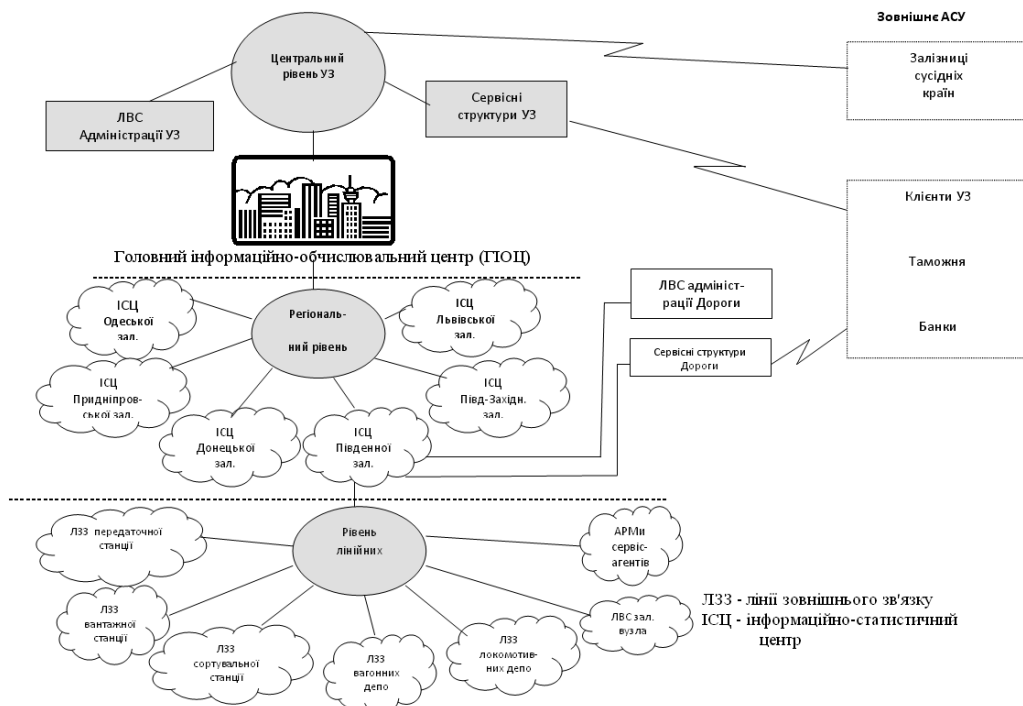 Зовнішнє АСУ
Центральний
рівень УЗ
Залізниці
сусідніх
країн
ЛВС
Адміністрації УЗ
Сервісні
структури УЗ
Клієнти УЗ
Таможня
Банки
Головний інформаційно-обчислювальний центр (ГІОЦ)
ЛВС адмініст-
рації Дороги
Сервісні структури
Дороги
ІСЦ
Одеської
зал.
Регіональ-
ний рівень
ІСЦ
Львівської
зал.
ІСЦ
Придніпров-
ської зал.
ІСЦ
Півд-Західн.
зал.
ІСЦ
Донецької
зал.
ІСЦ
Південної
зал.
ЛЗЗ передаточної
станції
Рівень
лінійних
АРМи
сервіс-
агентів
ЛЗЗ
вантажної
станції
ЛЗЗ
сортувальної
станції
ЛЗЗ
вагонних
депо
ЛЗЗ
локомотив-
них депо
ЛВС зал.
вузла
ЛЗЗ - лінії зовнішнього зв'язку
ІСЦ - інформаційно-статистичний
центр